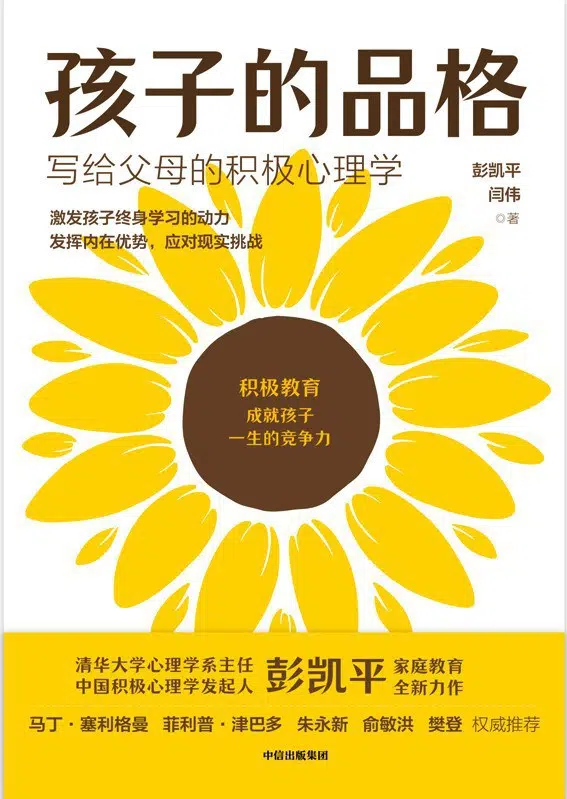 孩子的品格
写给父母的积极心理学
彭凯平
闫伟
◎著
激发孩子终身学习的动力
发挥内在优势，应对现实挑战
积极教育
成就孩子
一生的竞争力
清华大学心理学系主任
中国积极心理学发起人
彭凯平
家庭教育
全新力作
马丁·塞利格曼 菲利普·津巴多 朱永新 俞敏洪 樊登 权威推荐
中信出版集团